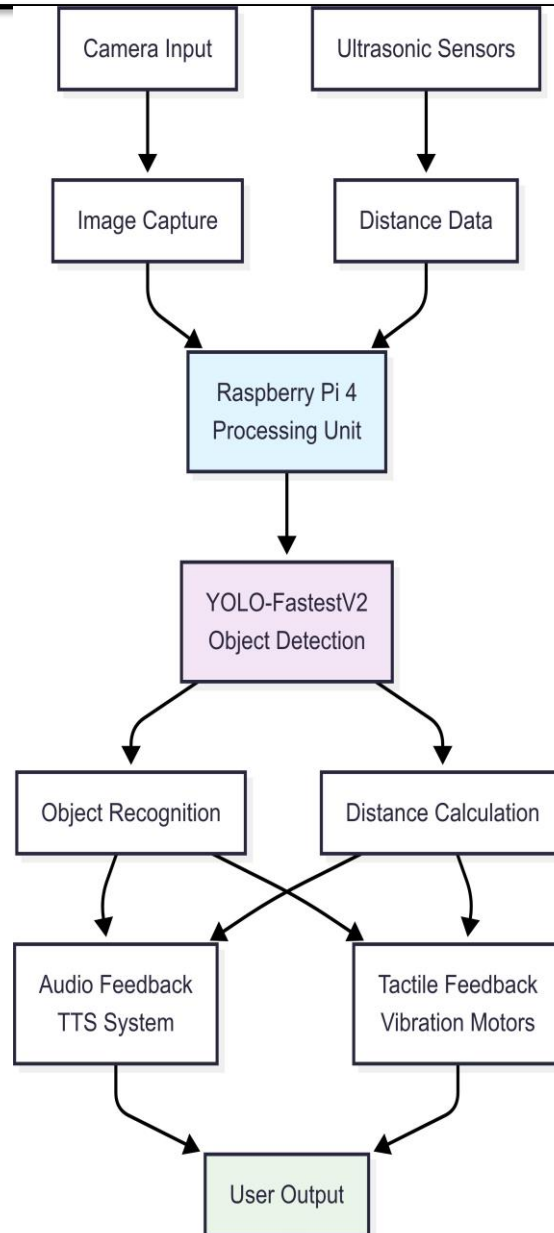 Camera Input
Ultrasonic Sensors
Image Capture
Distance Data
Raspberry Pi 4
Processing Unit
YOLO-FastestV2
Object Detection
Object Recognition
Distance Calculation
Audio Feedback
TTS System
Tactile Feedback
Vibration Motors
User Output